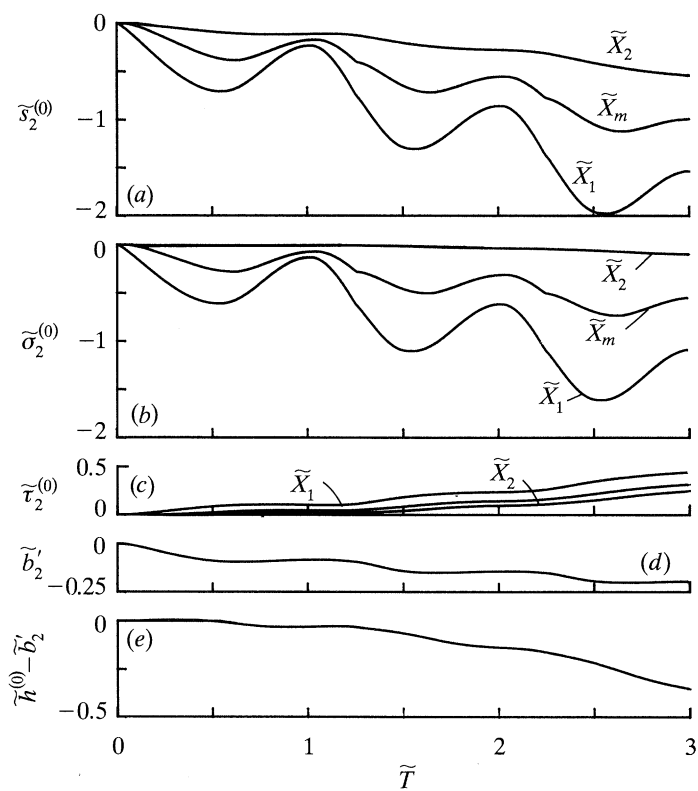 0
−1
−2
s̃₂⁽⁰⁾
(a)
X̃₂
X̃ₘ
X̃₁
0
−1
−2
σ̃₂⁽⁰⁾
(b)
X̃₂
X̃ₘ
X̃₁
0.5
0
τ̃₂⁽⁰⁾
(c)
X̃₁
X̃₂
0
−0.25
b̃₂′
(d)
0
−0.5
h̃⁽⁰⁾−b̃₂′
(e)
0 1 2 3
T̃